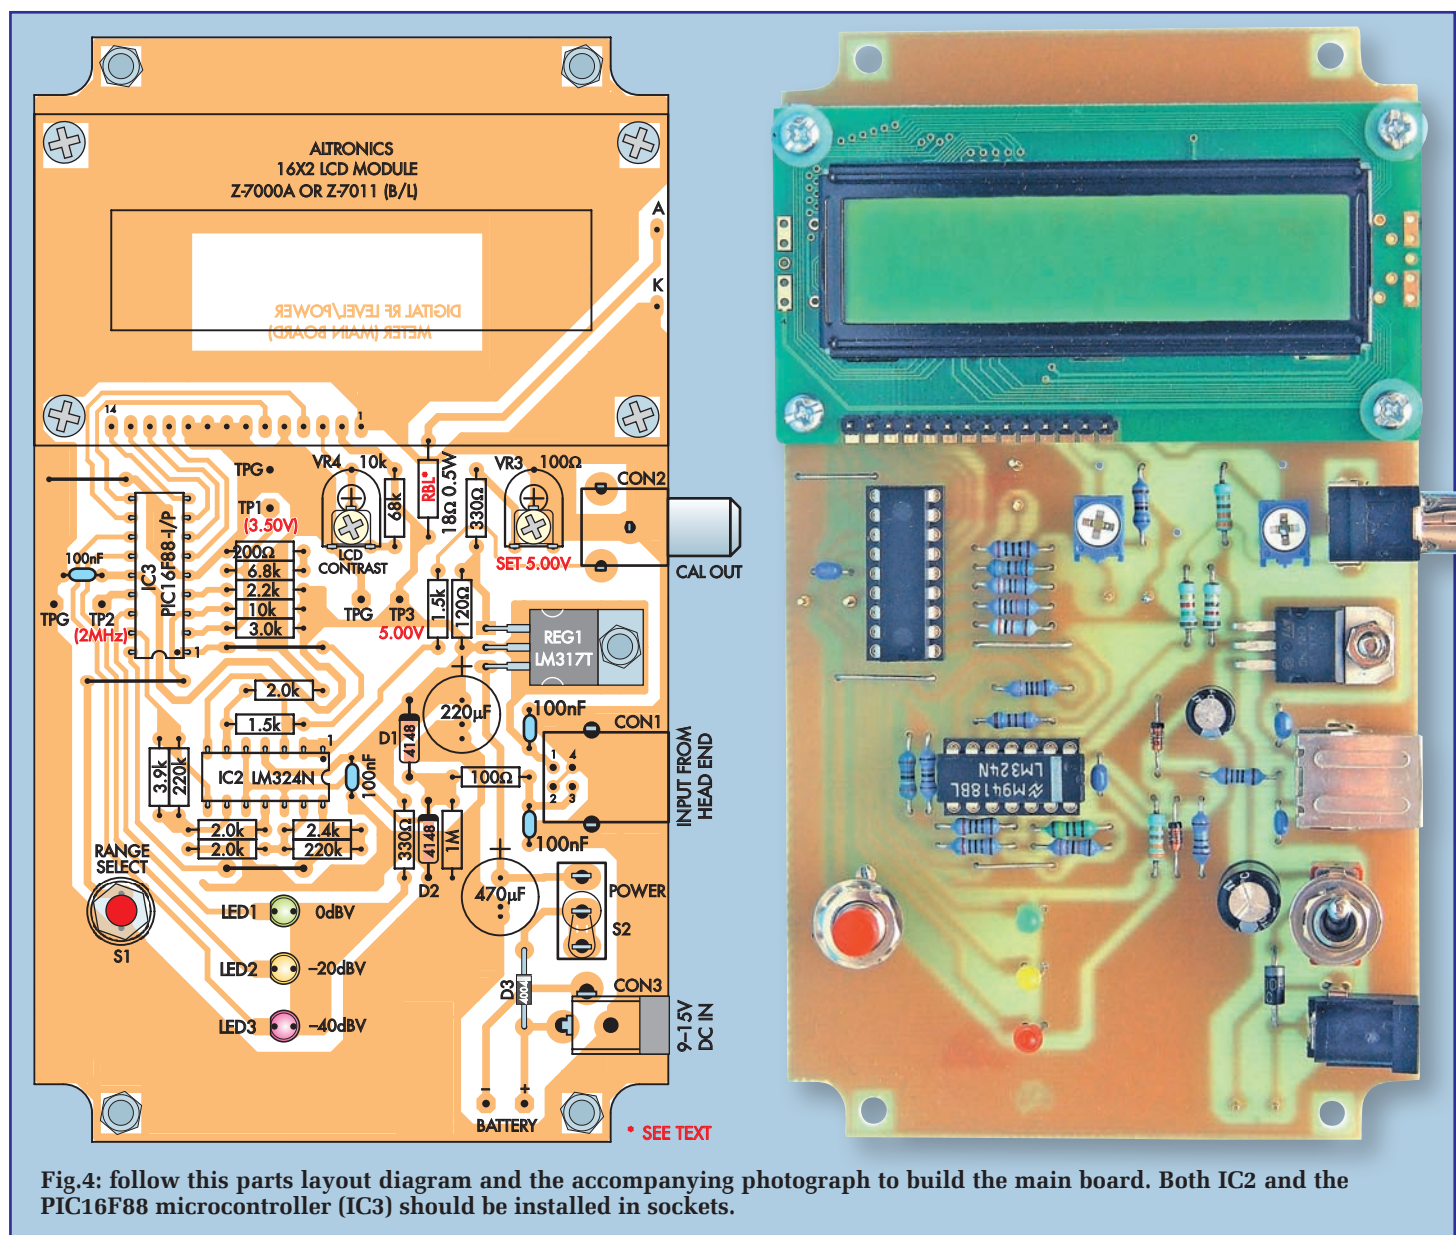 ALTRONICS
16X2 LCD MODULE
Z-7000A OR Z-7011 (B/L)
A
K
DIGITAL RF LEVEL/POWER
METER (MAIN BOARD)
14
1
TPG
TP1
(3.50V)
VR4 10k
LCD
CONTRAST
68k
RBL*
18Ω 0.5W
330Ω
VR3 100Ω
SET 5.00V
CON2
CAL OUT
100nF
IC3
PIC16F88-I/P
1
200Ω
6.8k
2.2k
10k
3.0k
TPG
TP2
(2MHz)
TPG
TP3
5.00V
1.5k
120Ω
REG1
LM317T
2.0k
1.5k
+
220µF
100nF
CON1
D1
4148
1 4
2 3
INPUT FROM
HEAD END
3.9k
220k
IC2 LM324N
1
100nF
100Ω
100nF
2.0k
2.4k
2.0k
220k
330Ω
4148
D2
1M
+
470µF
POWER
S2
RANGE
SELECT
S1
LED1 0dBV
LED2 –20dBV
LED3 –40dBV
D3
4004
CON3
9–15V
DC IN
– +
BATTERY
* SEE TEXT
M9418BL
LM324N
Fig.4: follow this parts layout diagram and the accompanying photograph to build the main board. Both IC2 and the
PIC16F88 microcontroller (IC3) should be installed in sockets.